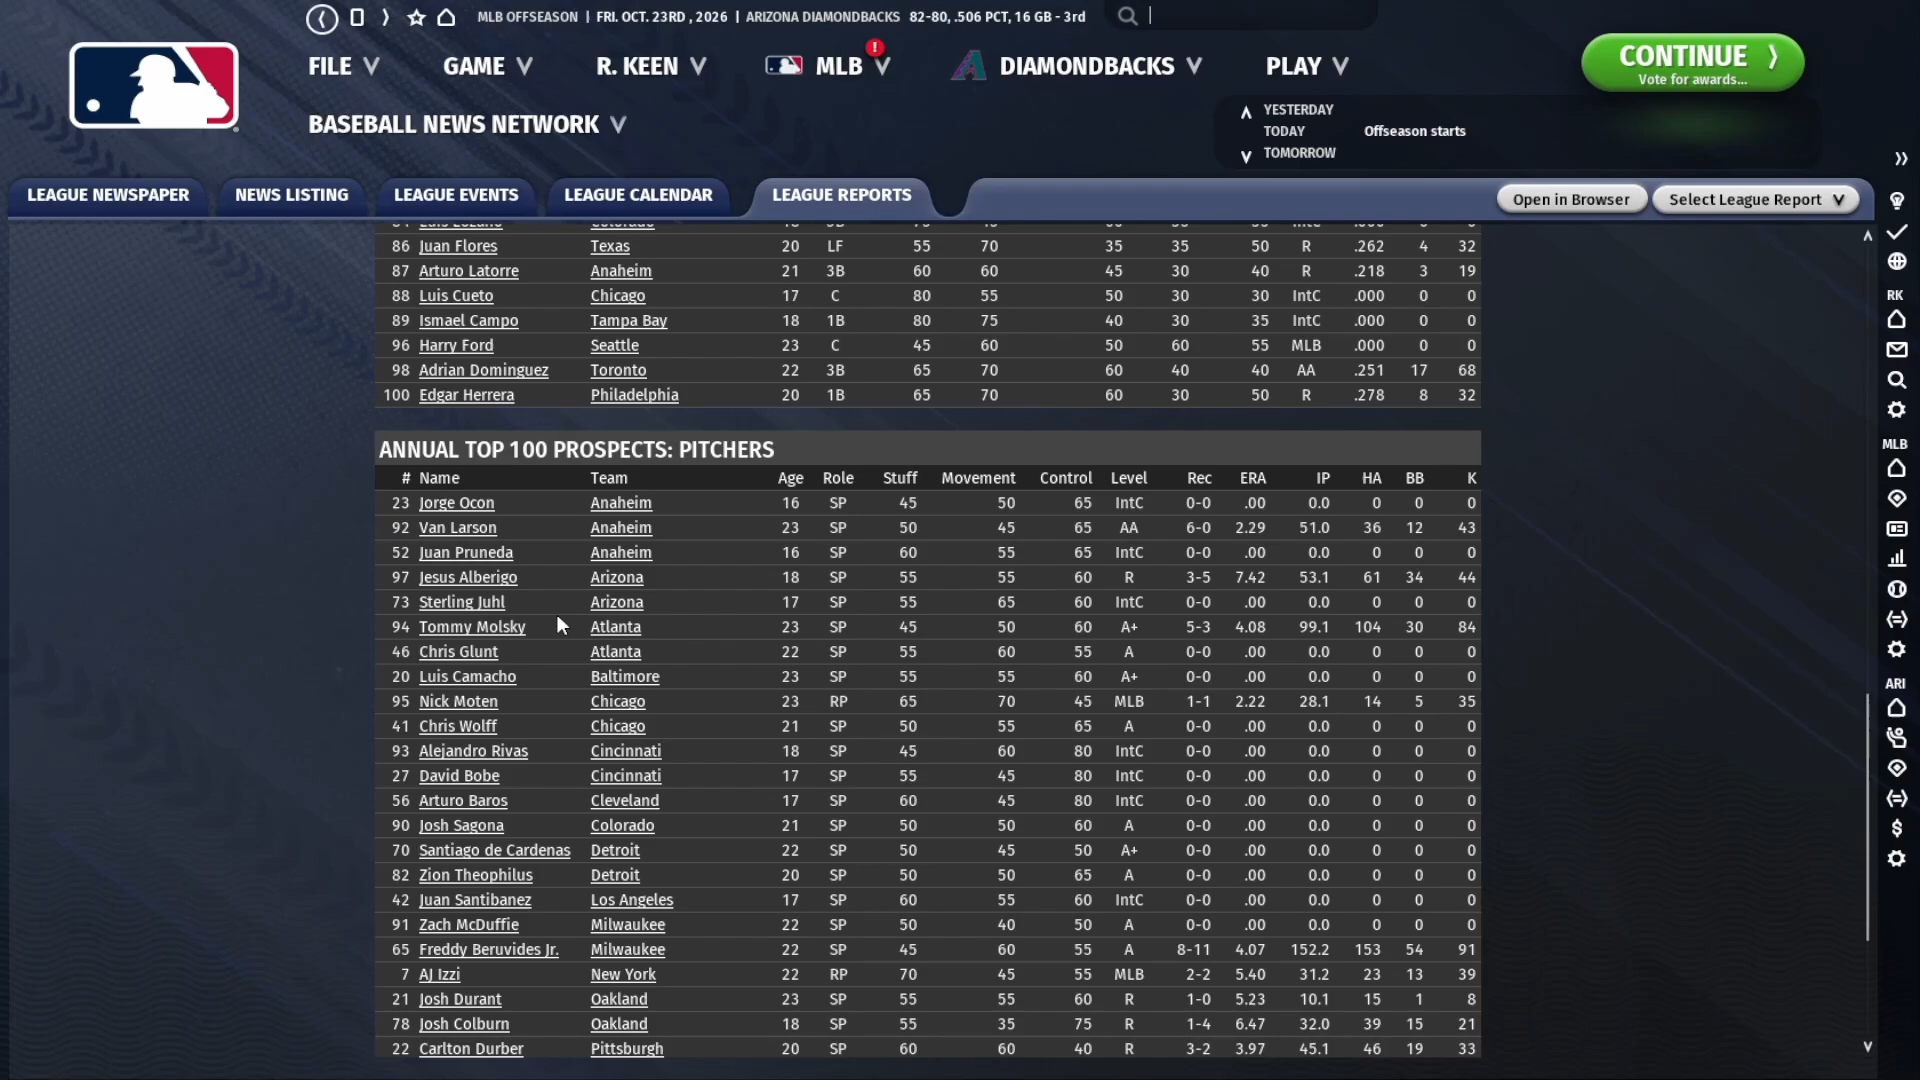 MLB OFFSEASON | FRI. OCT. 23RD , 2026 | ARIZONA DIAMONDBACKS 82-80, .506 PCT, 16 GB - 3rd
FILE GAME R. KEEN MLB ! DIAMONDBACKS PLAY
CONTINUE
Vote for awards...
BASEBALL NEWS NETWORK
YESTERDAY
TODAY Offseason starts
TOMORROW
LEAGUE NEWSPAPER NEWS LISTING LEAGUE EVENTS LEAGUE CALENDAR LEAGUE REPORTS Open in Browser Select League Report
86 Juan Flores Texas 20 LF 55 70 35 35 50 R .262 4 32
87 Arturo Latorre Anaheim 21 3B 60 60 45 30 40 R .218 3 19
88 Luis Cueto Chicago 17 C 80 55 50 30 30 IntC .000 0 0
89 Ismael Campo Tampa Bay 18 1B 80 75 40 30 35 IntC .000 0 0
96 Harry Ford Seattle 23 C 45 60 50 60 55 MLB .000 0 0
98 Adrian Dominguez Toronto 22 3B 65 70 60 40 40 AA .251 17 68
100 Edgar Herrera Philadelphia 20 1B 65 70 60 30 50 R .278 8 32
ANNUAL TOP 100 PROSPECTS: PITCHERS
# Name Team Age Role Stuff Movement Control Level Rec ERA IP HA BB K
23 Jorge Ocon Anaheim 16 SP 45 50 65 IntC 0-0 .00 0.0 0 0 0
92 Van Larson Anaheim 23 SP 50 45 65 AA 6-0 2.29 51.0 36 12 43
52 Juan Pruneda Anaheim 16 SP 60 55 65 IntC 0-0 .00 0.0 0 0 0
97 Jesus Alberigo Arizona 18 SP 55 55 60 R 3-5 7.42 53.1 61 34 44
73 Sterling Juhl Arizona 17 SP 55 65 60 IntC 0-0 .00 0.0 0 0 0
94 Tommy Molsky Atlanta 23 SP 45 50 60 A+ 5-3 4.08 99.1 104 30 84
46 Chris Glunt Atlanta 22 SP 55 60 55 A 0-0 .00 0.0 0 0 0
20 Luis Camacho Baltimore 23 SP 55 55 60 A+ 0-0 .00 0.0 0 0 0
95 Nick Moten Chicago 23 RP 65 70 45 MLB 1-1 2.22 28.1 14 5 35
41 Chris Wolff Chicago 21 SP 50 55 65 A 0-0 .00 0.0 0 0 0
93 Alejandro Rivas Cincinnati 18 SP 45 60 80 IntC 0-0 .00 0.0 0 0 0
27 David Bobe Cincinnati 17 SP 55 45 80 IntC 0-0 .00 0.0 0 0 0
56 Arturo Baros Cleveland 17 SP 60 45 80 IntC 0-0 .00 0.0 0 0 0
90 Josh Sagona Colorado 21 SP 50 50 60 A 0-0 .00 0.0 0 0 0
70 Santiago de Cardenas Detroit 22 SP 50 45 50 A+ 0-0 .00 0.0 0 0 0
82 Zion Theophilus Detroit 20 SP 50 50 65 A 0-0 .00 0.0 0 0 0
42 Juan Santibanez Los Angeles 17 SP 60 55 60 IntC 0-0 .00 0.0 0 0 0
91 Zach McDuffie Milwaukee 22 SP 50 40 50 A 0-0 .00 0.0 0 0 0
65 Freddy Beruvides Jr. Milwaukee 22 SP 45 60 55 A 8-11 4.07 152.2 153 54 91
7 AJ Izzi New York 22 RP 70 45 55 MLB 2-2 5.40 31.2 23 13 39
21 Josh Durant Oakland 23 SP 55 55 60 R 1-0 5.23 10.1 15 1 8
78 Josh Colburn Oakland 18 SP 55 35 75 R 1-4 6.47 32.0 39 15 21
22 Carlton Durber Pittsburgh 20 SP 60 60 40 R 3-2 3.97 45.1 46 19 33
RK
MLB
ARI
$